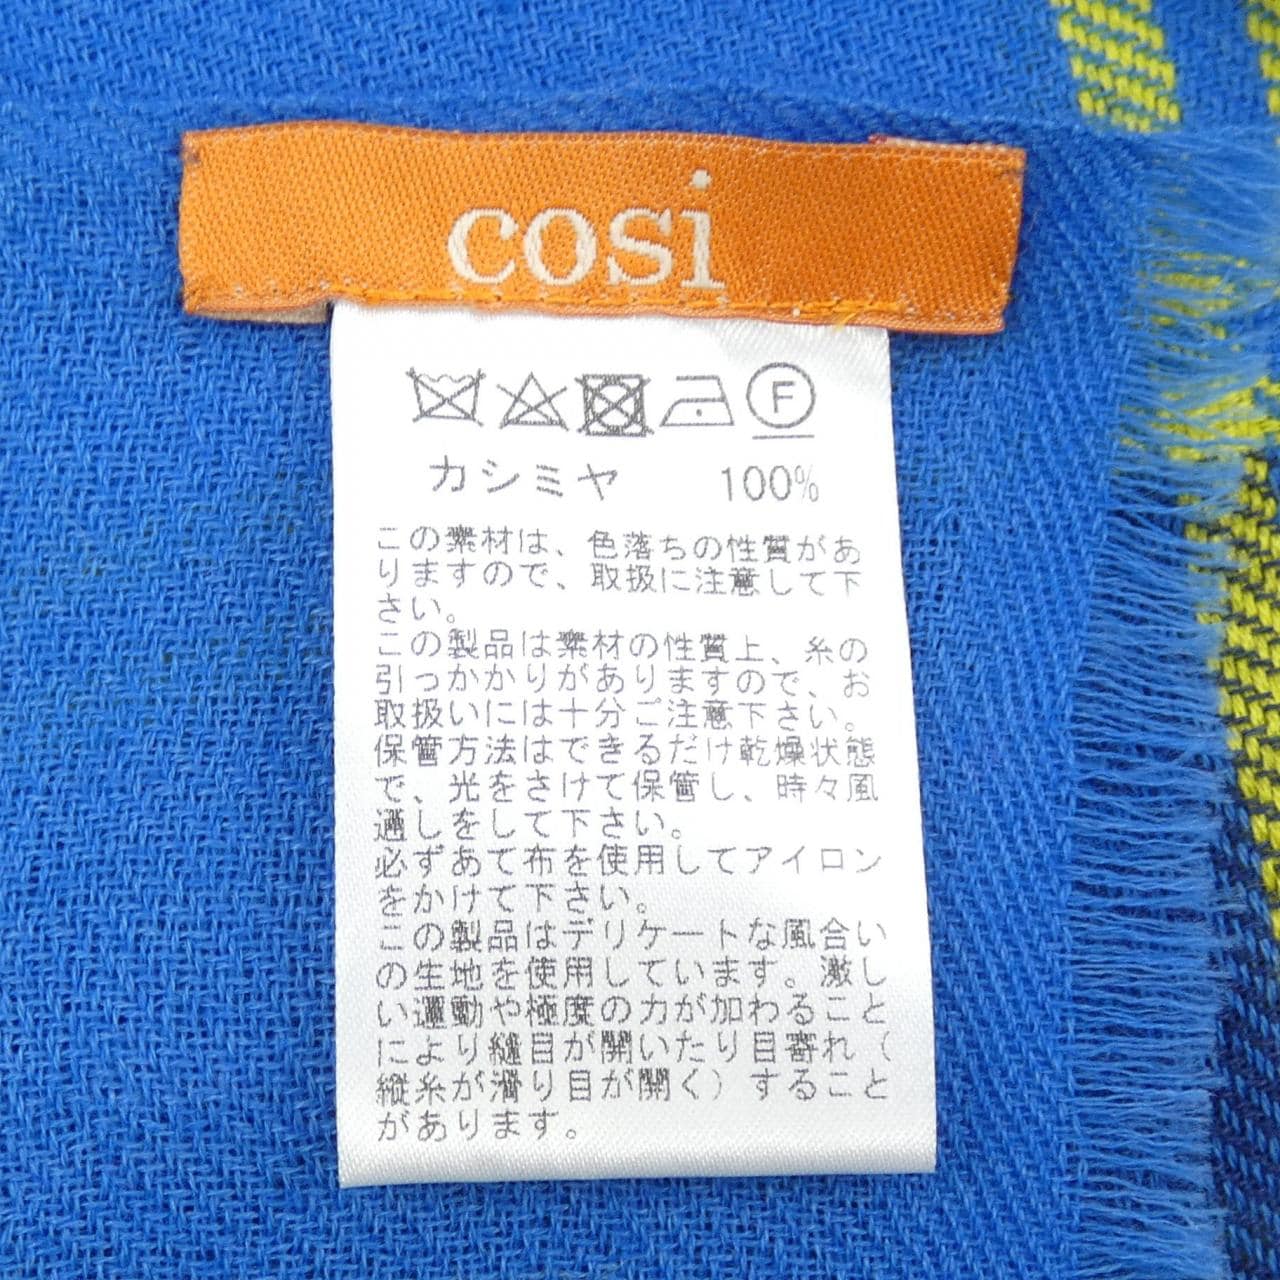 cosi
F
カシミヤ 100%
この素材は、色落ちの性質があ
りますので、取扱に注意して下
さい。
この製品は素材の性質上、糸の
引っかかりがありますので、お
取扱いには十分ご注意下さい。
保管方法はできるだけ乾燥状態
で、光をさけて保管し、時々風
通しをして下さい。
必ずあて布を使用してアイロン
をかけて下さい。
この製品はデリケートな風合い
の生地を使用しています。激し
い運動や極度の力が加わること
により縫目が開いたり目寄れ(
縦糸が滑り目が開く)すること
があります。